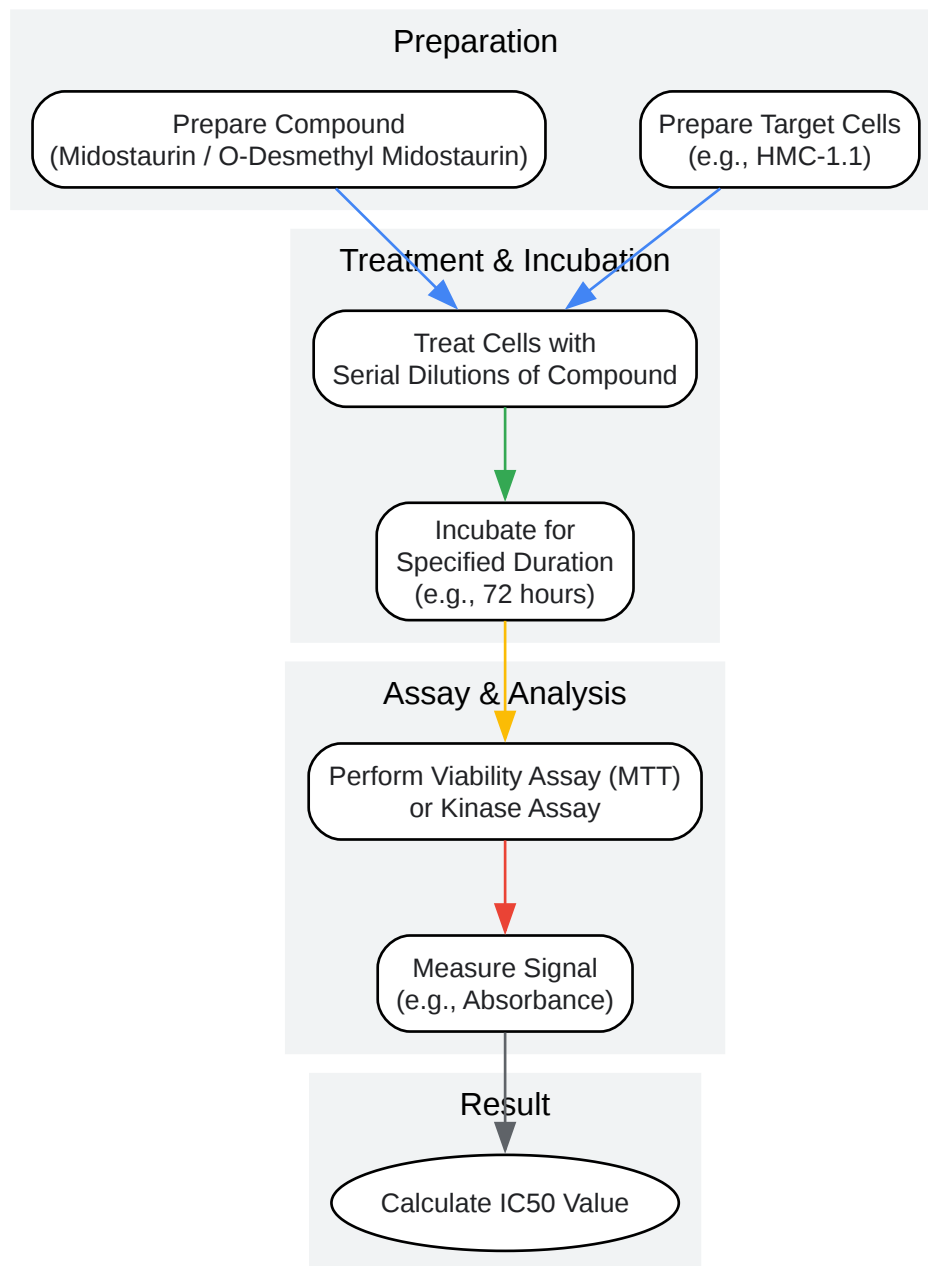 Preparation
Prepare Compound
(Midostaurin / O-Desmethyl Midostaurin)
Prepare Target Cells
(e.g., HMC-1.1)
Treatment & Incubation
Treat Cells with
Serial Dilutions of Compound
Incubate for
Specified Duration
(e.g., 72 hours)
Assay & Analysis
Perform Viability Assay (MTT)
or Kinase Assay
Measure Signal
(e.g., Absorbance)
Result
Calculate IC50 Value